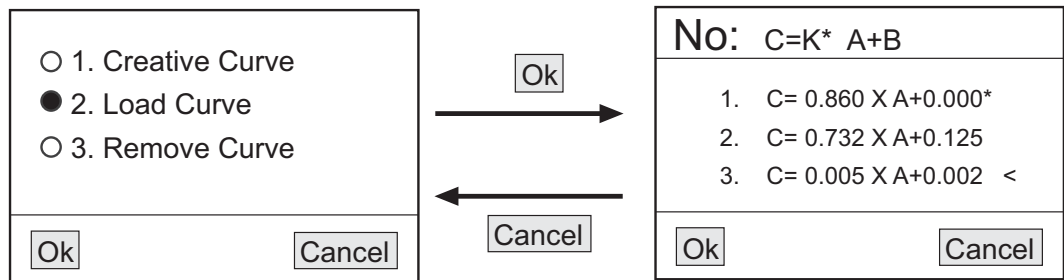 1. Creative Curve
2. Load Curve
3. Remove Curve
Ok
Cancel
Ok
Cancel
No: C=K* A+B
1. C= 0.860 X A+0.000*
2. C= 0.732 X A+0.125
3. C= 0.005 X A+0.002 <
Ok
Cancel